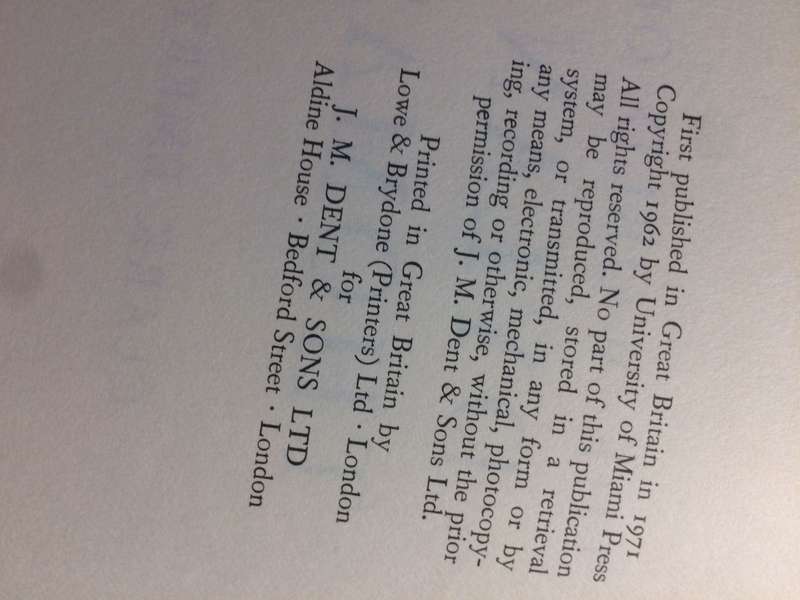 First published in Great Britain in 1971
Copyright 1962 by University of Miami Press
All rights reserved. No part of this publication
may be reproduced, stored in a retrieval
system, or transmitted, in any form or by
any means, electronic, mechanical, photocopy-
ing, recording or otherwise, without the prior
permission of J. M. Dent & Sons Ltd.
Printed in Great Britain by
Lowe & Brydone (Printers) Ltd · London
for
J. M. DENT & SONS LTD
Aldine House · Bedford Street · London